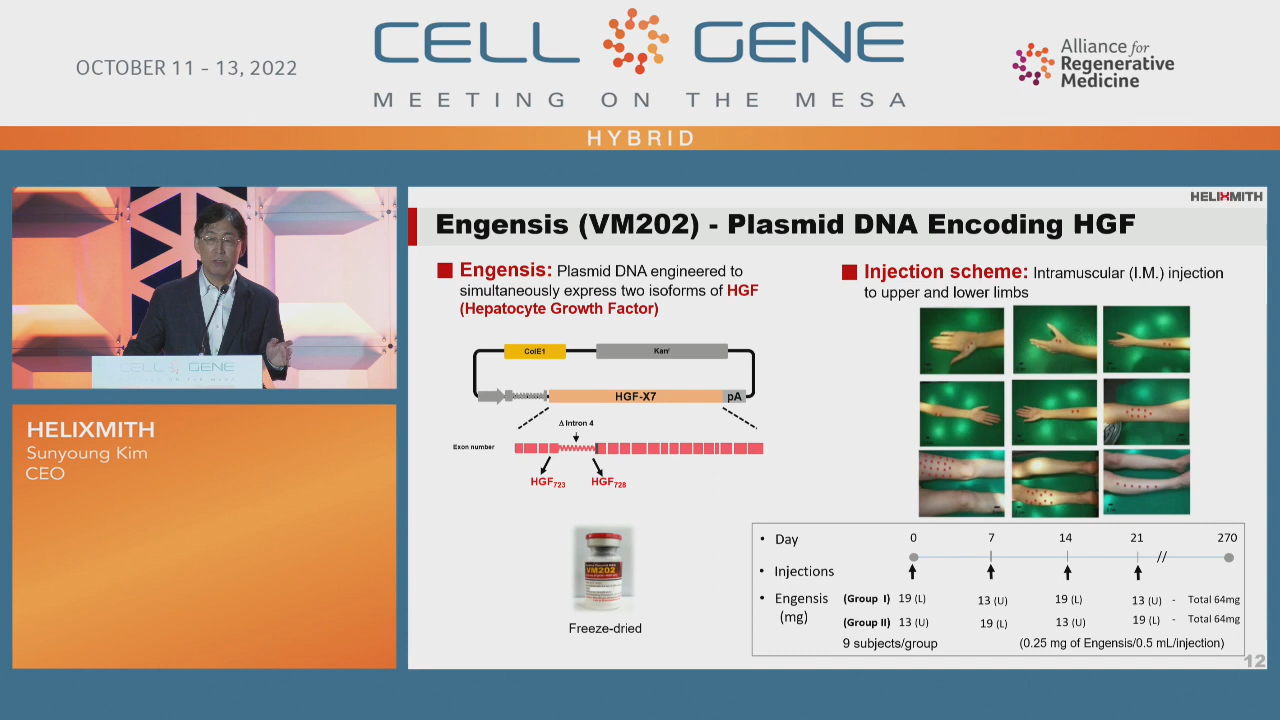 OCTOBER 11 - 13, 2022
CELL GENE
MEETING ON THE MESA
Alliance for
Regenerative
Medicine
HYBRID
CELL GENE
HELIXMITH
Sunyoung Kim
CEO
HELIXMITH
Engensis (VM202) - Plasmid DNA Encoding HGF
Engensis: Plasmid DNA engineered to
simultaneously express two isoforms of HGF
(Hepatocyte Growth Factor)
ColE1
Kanr
HGF-X7
pA
Δ Intron 4
Exon number
HGF723
HGF728
VM202
Freeze-dried
Injection scheme: Intramuscular (I.M.) injection
to upper and lower limbs
• Day 0 7 14 21 // 270
• Injections
• Engensis (Group I) 19 (L) 13 (U) 19 (L) 13 (U) - Total 64mg
(mg) (Group II) 13 (U) 19 (L) 13 (U) 19 (L) - Total 64mg
9 subjects/group (0.25 mg of Engensis/0.5 mL/injection)
12